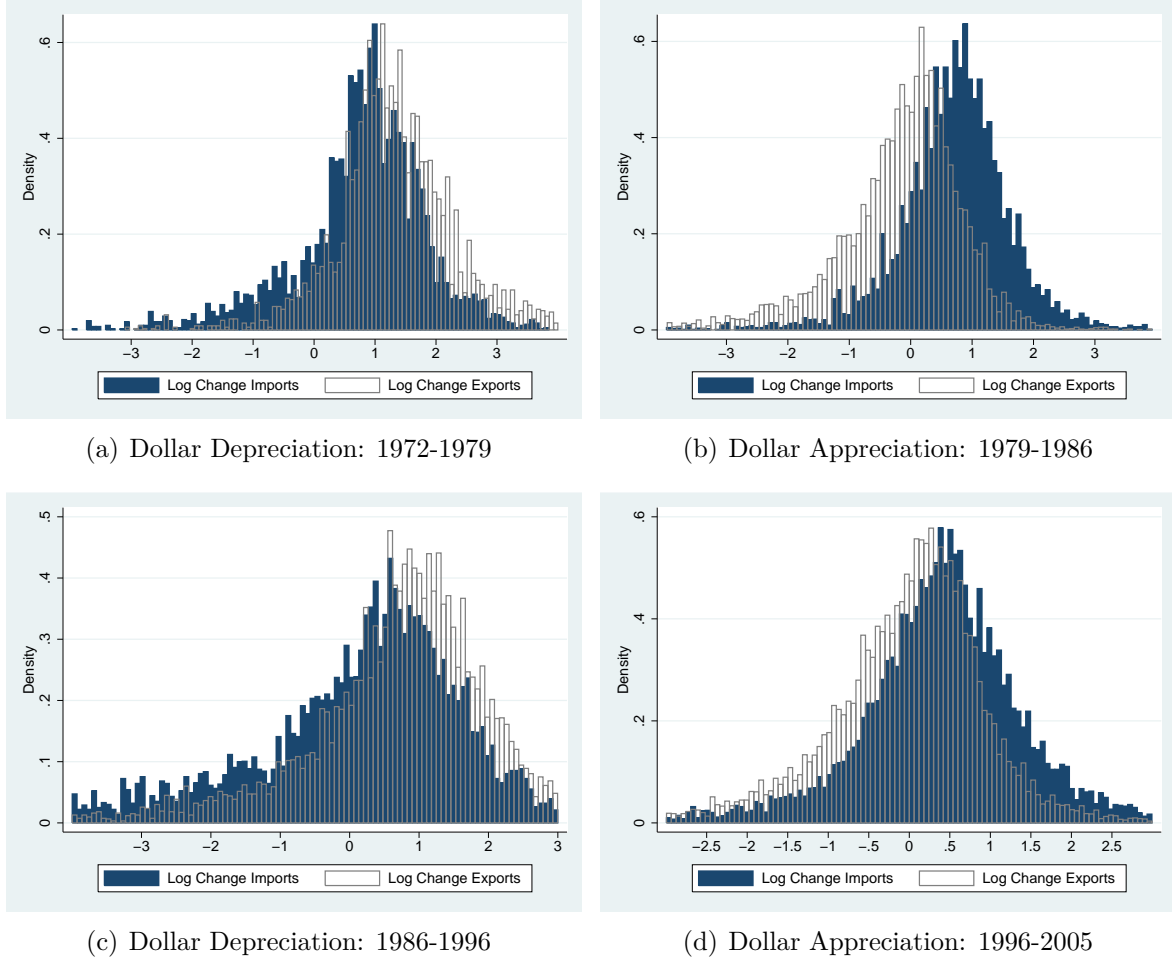 .6
.4
.2
0
Density
−3 −2 −1 0 1 2 3
Log Change Imports Log Change Exports
(a) Dollar Depreciation: 1972-1979
.6
.4
.2
0
Density
−3 −2 −1 0 1 2 3
Log Change Imports Log Change Exports
(b) Dollar Appreciation: 1979-1986
.5
.4
.3
.2
.1
0
Density
−3 −2 −1 0 1 2 3
Log Change Imports Log Change Exports
(c) Dollar Depreciation: 1986-1996
.6
.4
.2
0
Density
−2.5 −2 −1.5 −1 −.5 0 .5 1 1.5 2 2.5
Log Change Imports Log Change Exports
(d) Dollar Appreciation: 1996-2005